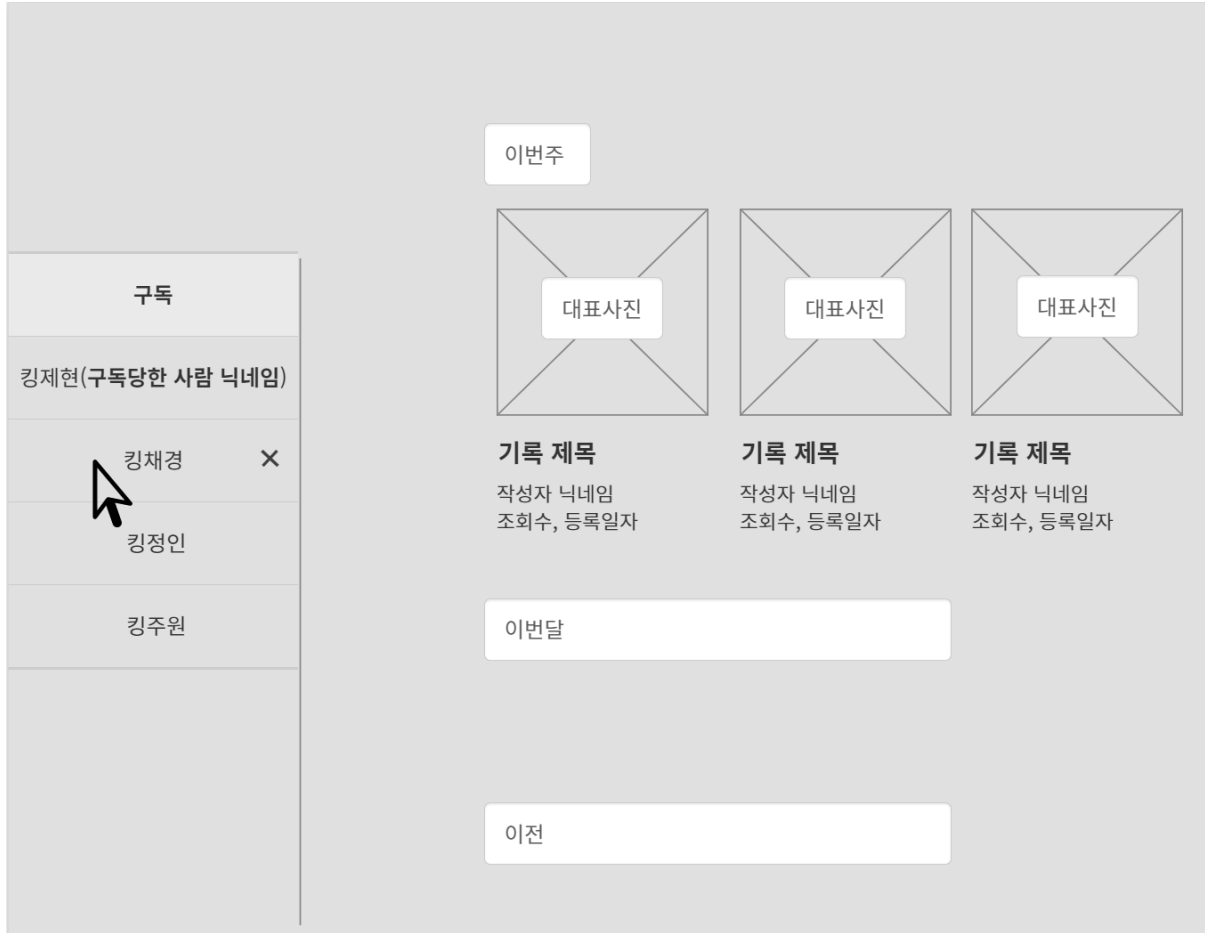 구독
킹제현(구독당한 사람 닉네임)
킹채경 ✕
킹정인
킹주원
이번주
대표사진 대표사진 대표사진
기록 제목 기록 제목 기록 제목
작성자 닉네임 작성자 닉네임 작성자 닉네임
조회수, 등록일자 조회수, 등록일자 조회수, 등록일자
이번달
이전